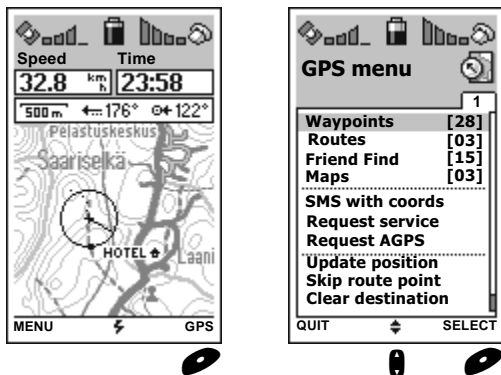 Speed Time
32.8 km/h 23:58
500 m 176° 122°
Pelastuskeskus
Saariselkä
HOTEL
Laani
MENU GPS
GPS menu
1
Waypoints [28]
Routes [03]
Friend Find [15]
Maps [03]
SMS with coords
Request service
Request AGPS
Update position
Skip route point
Clear destination
QUIT SELECT